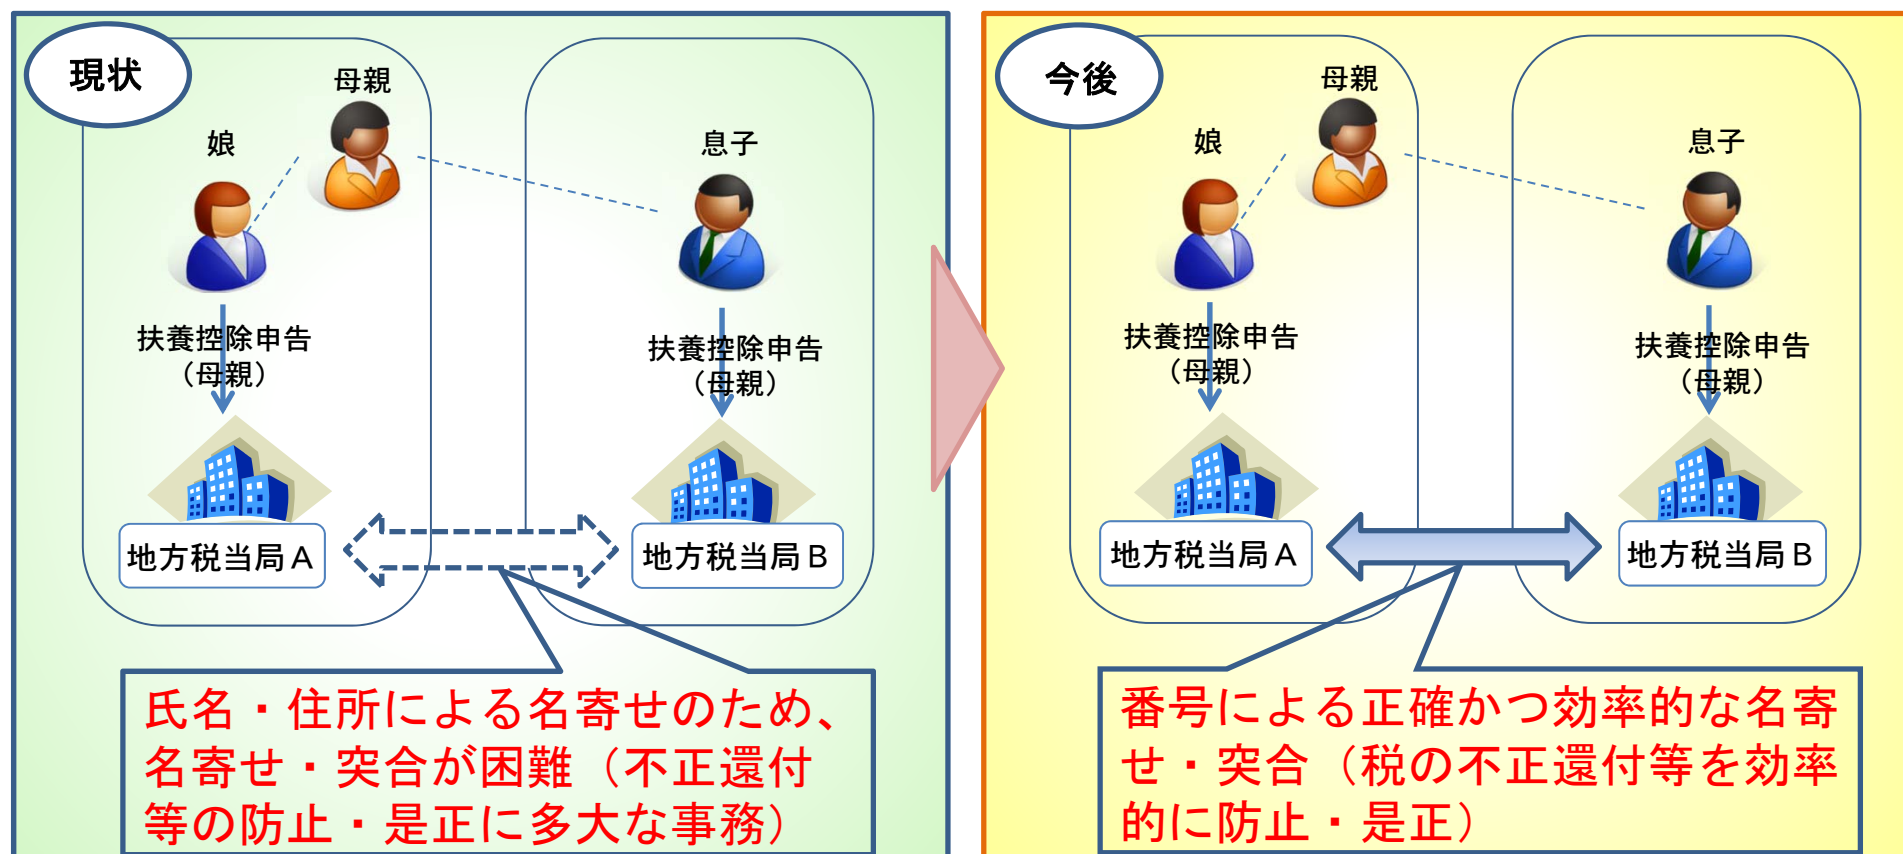 現状
母親
娘
息子
扶養控除申告
（母親）
扶養控除申告
（母親）
地方税当局Ａ
地方税当局Ｂ
氏名・住所による名寄せのため、
名寄せ・突合が困難（不正還付
等の防止・是正に多大な事務）
今後
母親
娘
息子
扶養控除申告
（母親）
扶養控除申告
（母親）
地方税当局Ａ
地方税当局Ｂ
番号による正確かつ効率的な名寄
せ・突合（税の不正還付等を効率
的に防止・是正）